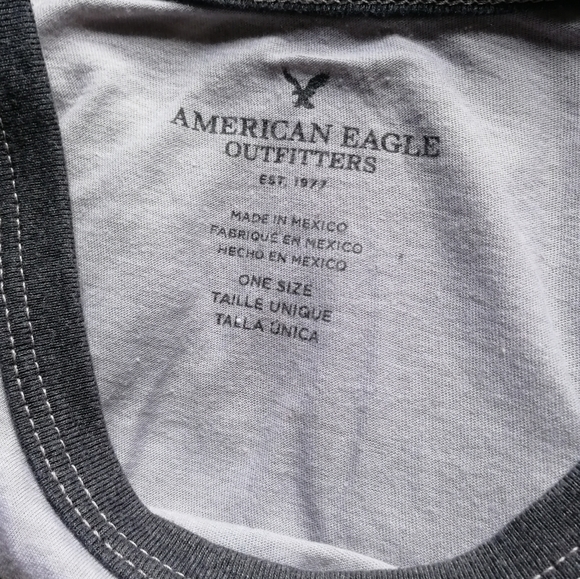 AMERICAN EAGLE
OUTFITTERS
EST. 1977
MADE IN MEXICO
FABRIQUÉ EN MEXICO
HECHO EN MEXICO
ONE SIZE
TAILLE UNIQUE
TALLA ÚNICA